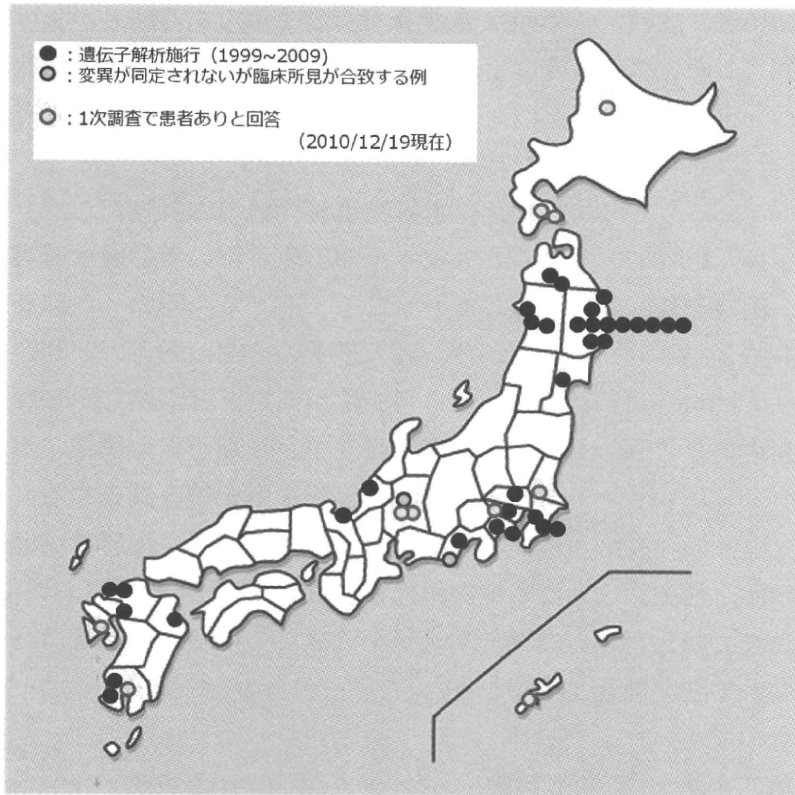 ● : 遺伝子解析施行 (1999~2009)
◎ : 変異が同定されないが臨床所見が合致する例
○ : 1次調査で患者ありと回答
(2010/12/19現在)